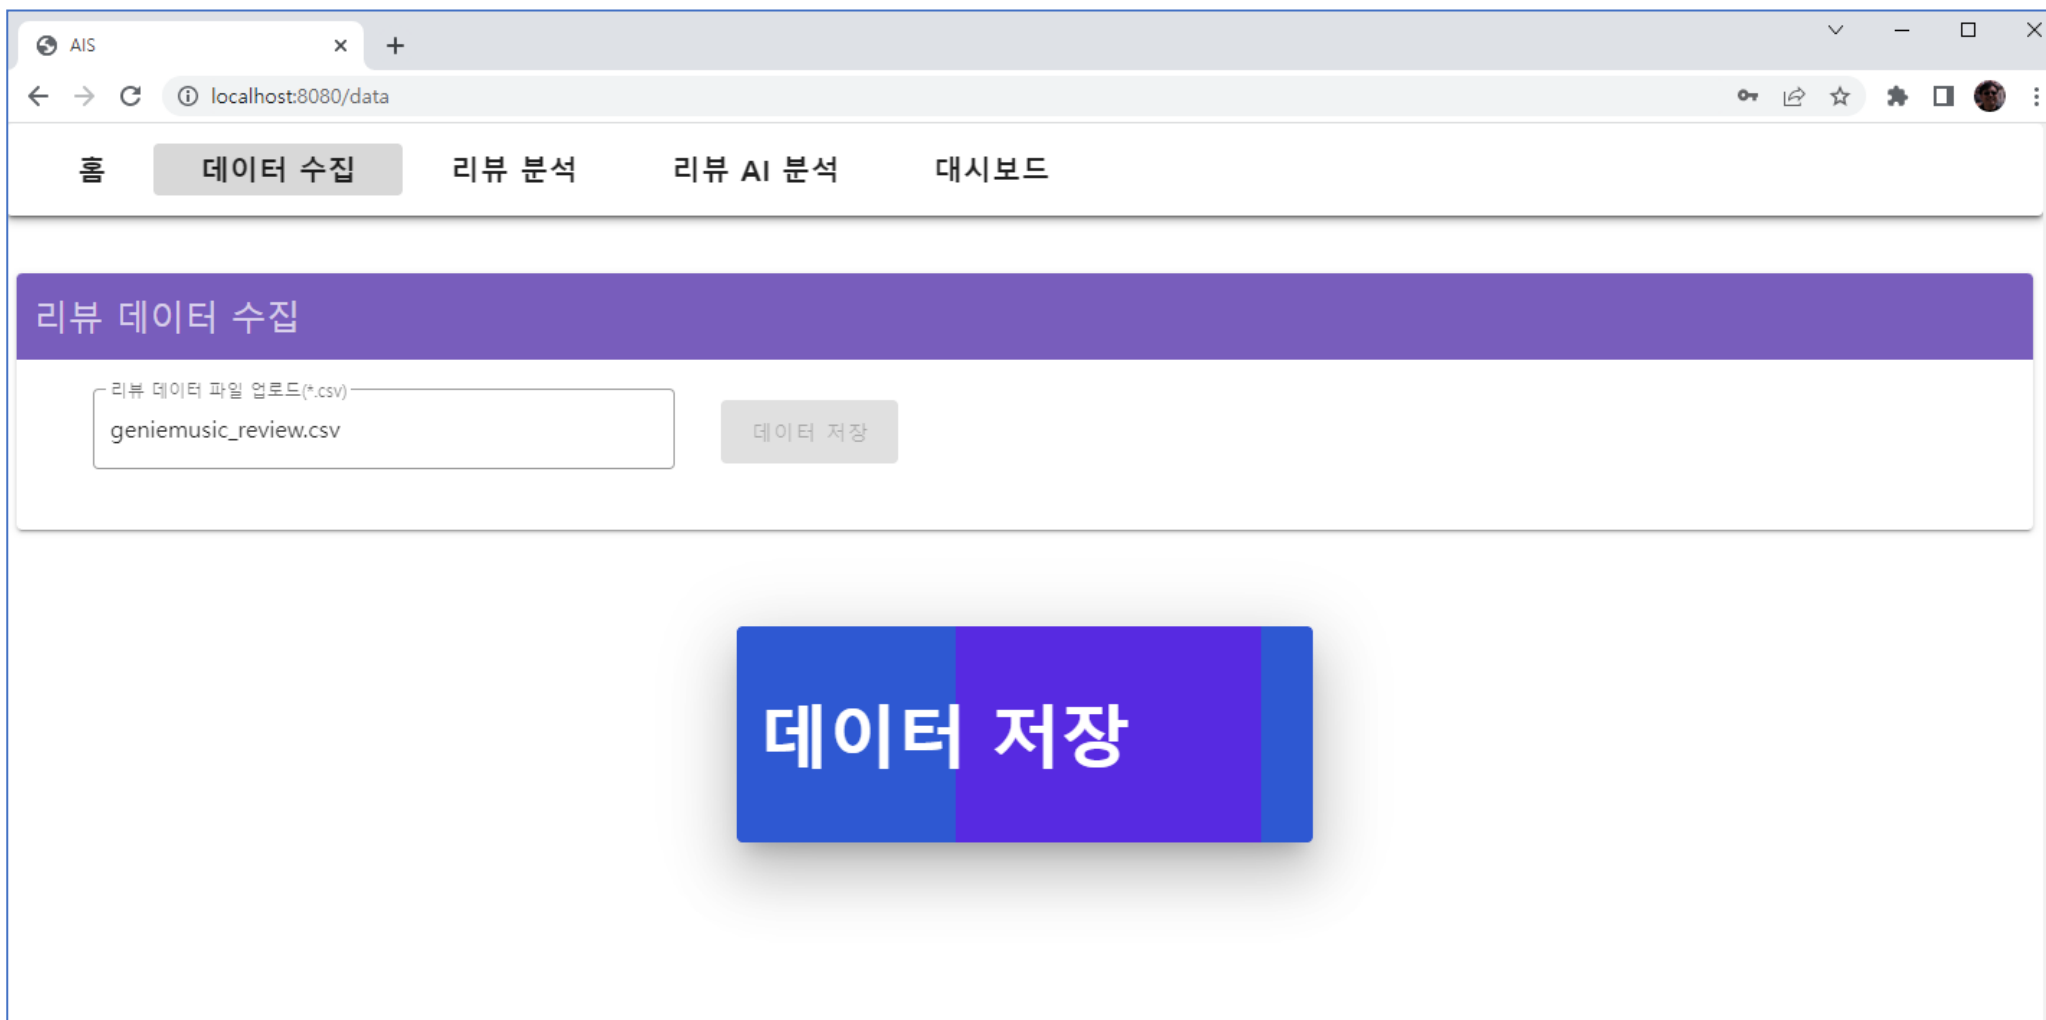 AIS
localhost:8080/data
홈 데이터 수집 리뷰 분석 리뷰 AI 분석 대시보드
리뷰 데이터 수집
리뷰 데이터 파일 업로드(*.csv)
geniemusic_review.csv
데이터 저장
데이터 저장